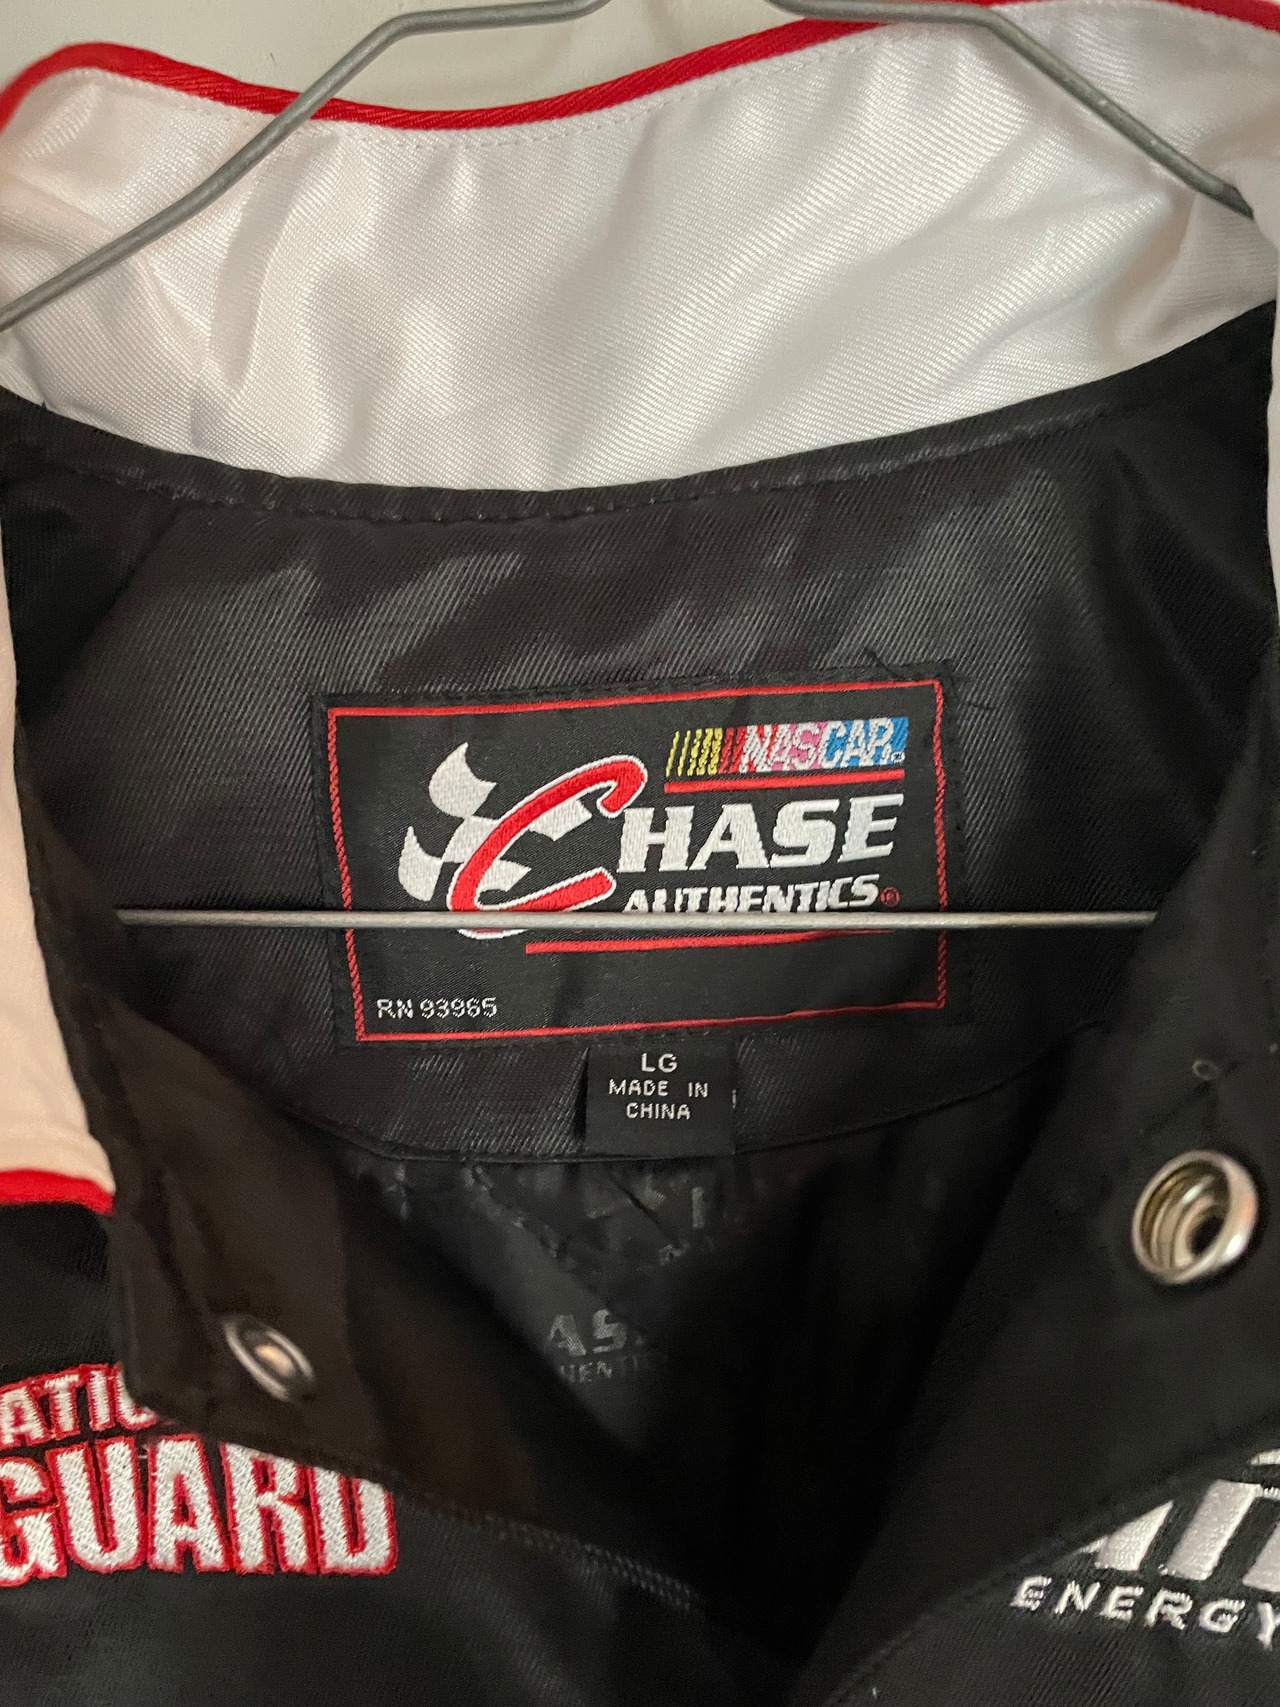 NASCAR
CHASE
AUTHENTICS®
RN 93965
LG
MADE IN
CHINA
GUARD
ENERGY